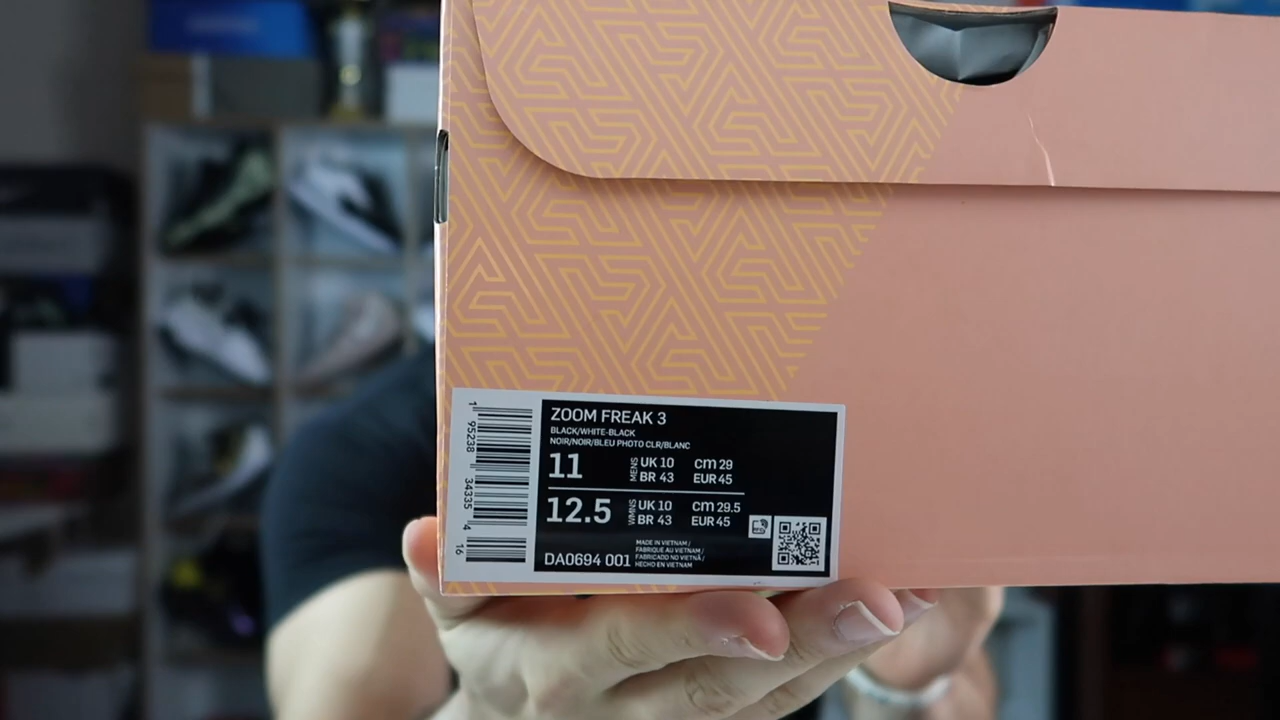 ZOOM FREAK 3
BLACK/WHITE-BLACK
NOIR/NOIR/BLEU PHOTO CLR/BLANC
11 MENS UK 10 CM 29
BR 43 EUR 45
12.5 WMNS UK 10 CM 29.5
BR 43 EUR 45
DA0694 001
MADE IN VIETNAM /
FABRIQUE AU VIETNAM /
FABRICADO NO VIETNÃ /
HECHO EN VIETNAM
1 95238 34335 4 16